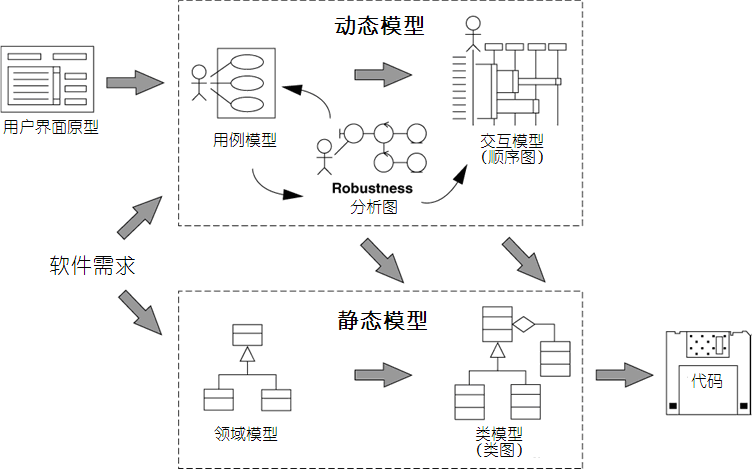 动态模型
用户界面原型
用例模型
交互模型
(顺序图)
Robustness
分析图
软件需求
静态模型
领域模型
类模型
(类图)
代码